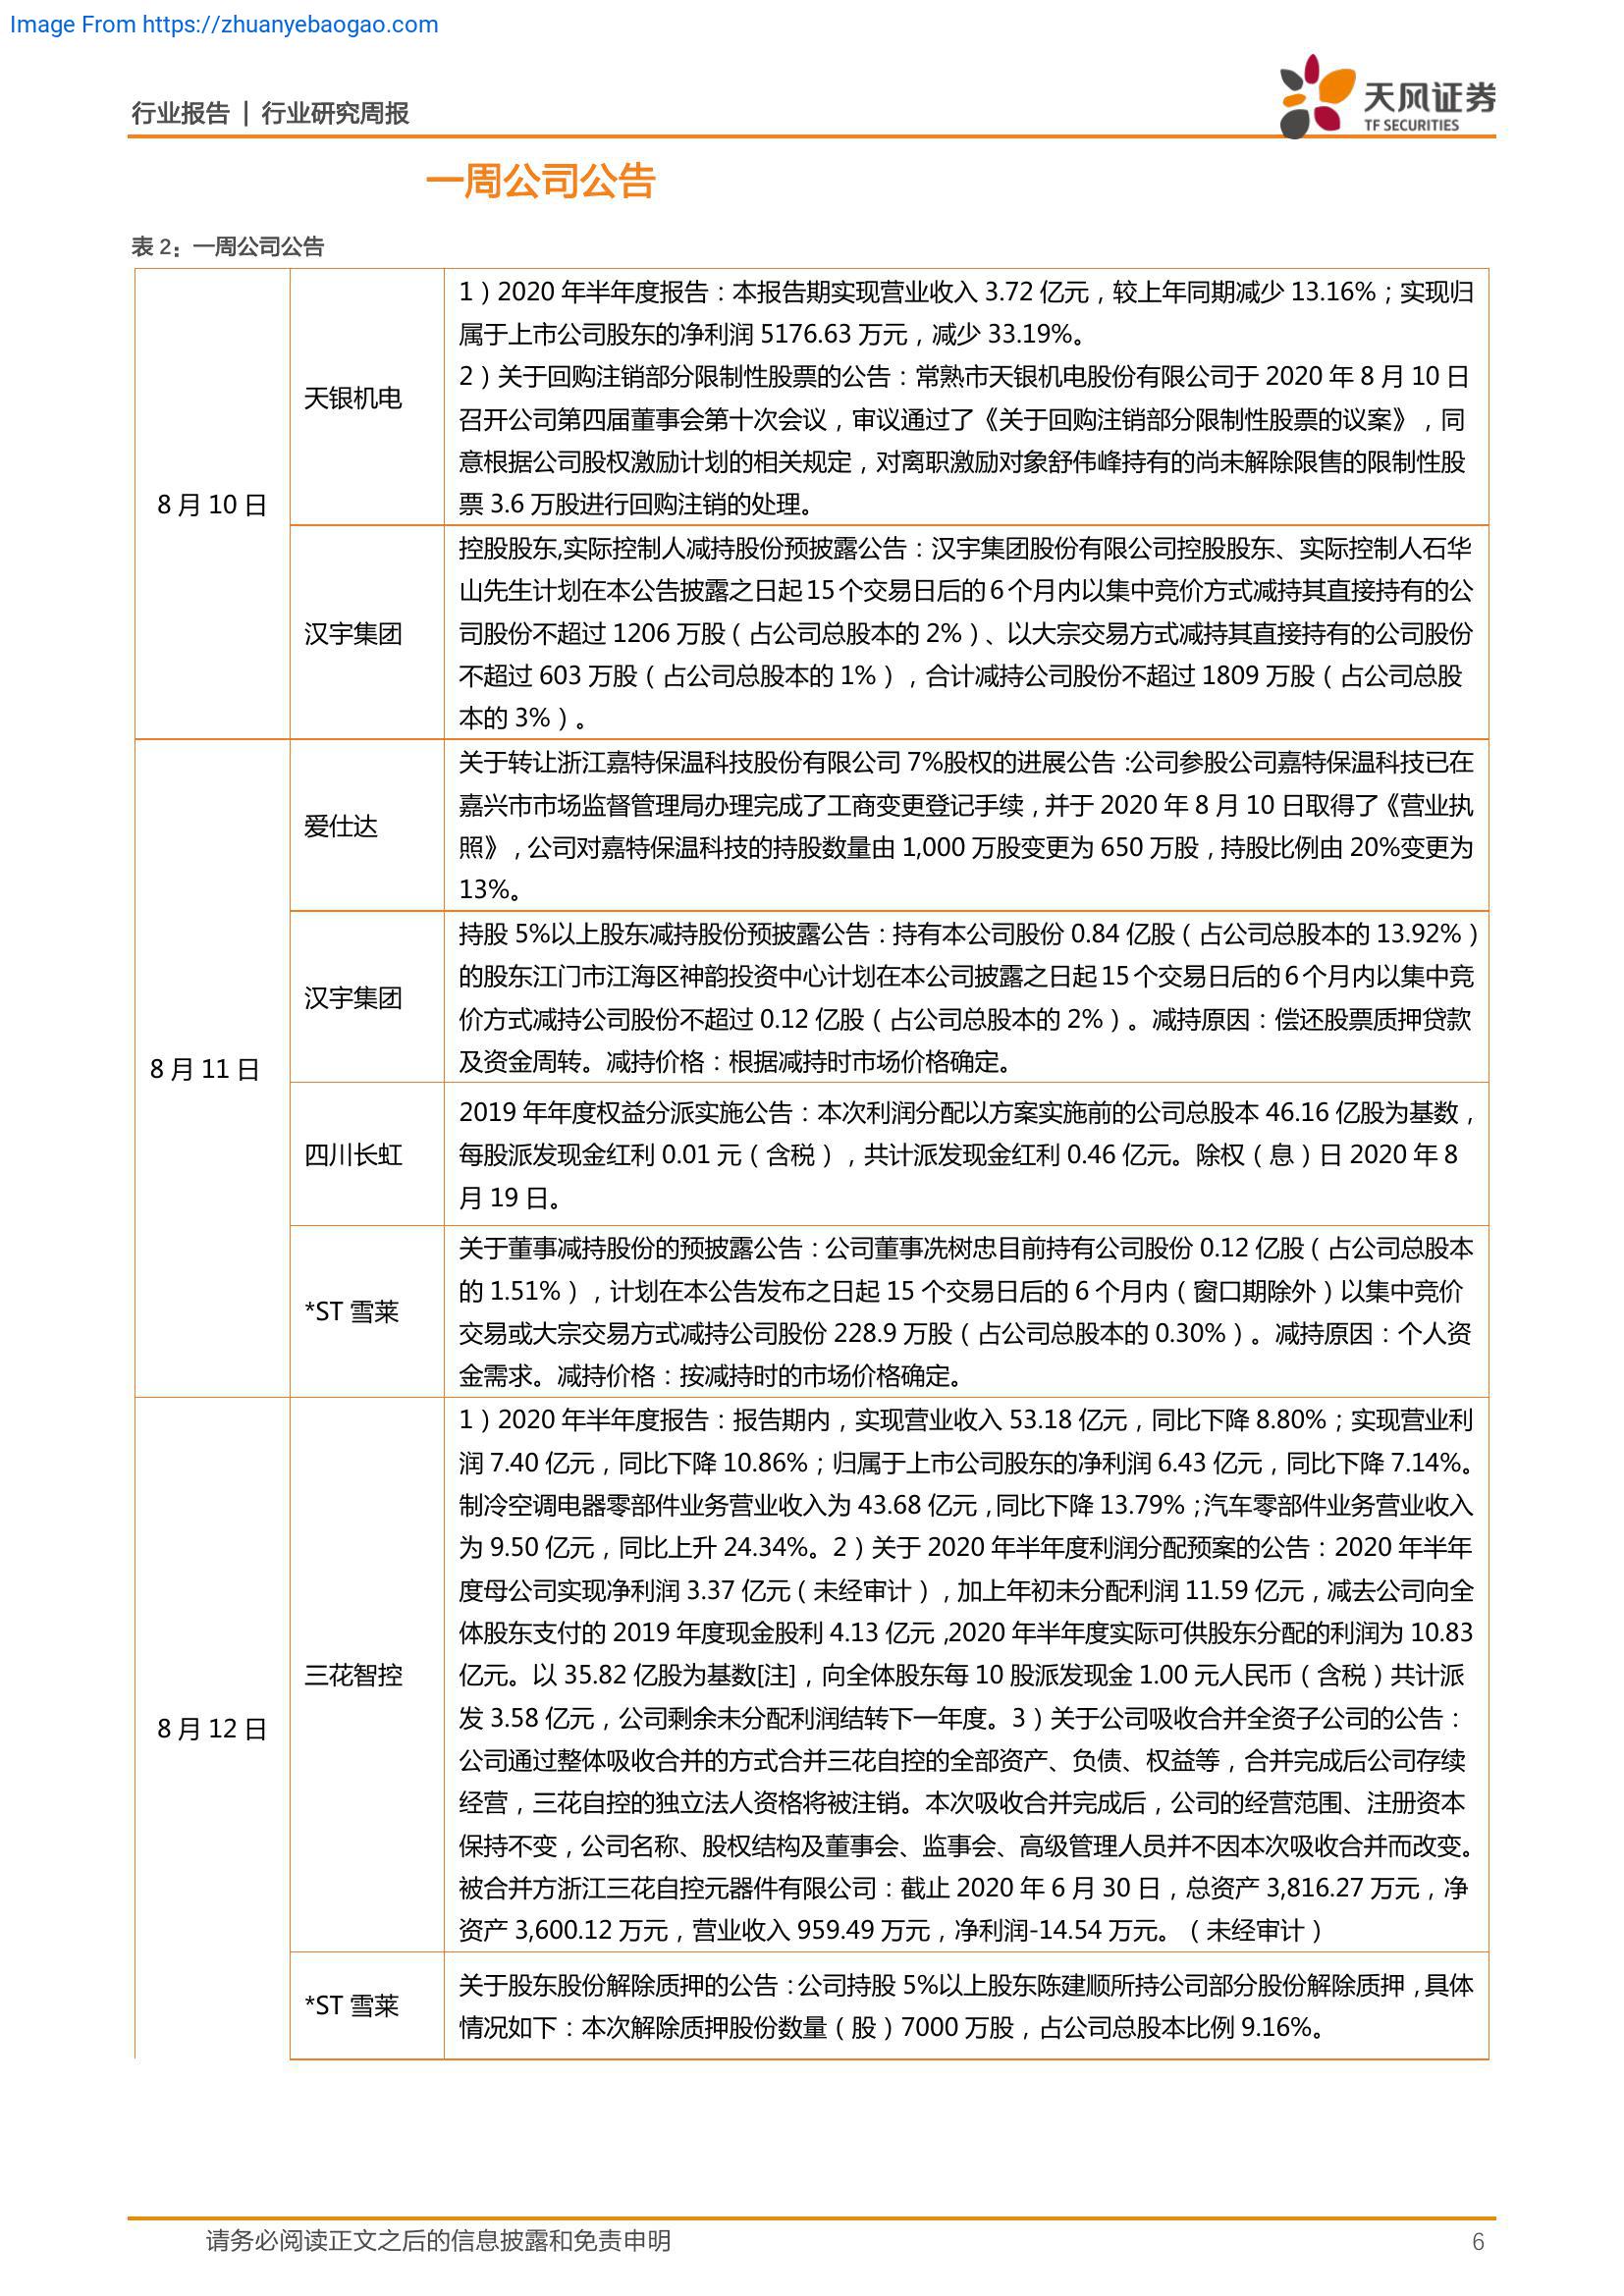 Image From https://zhuanyebaogao.com
行业报告 | 行业研究周报
天风证券
TF SECURITIES
一周公司公告
表 2：一周公司公告
8 月 10 日
天银机电
1）2020 年半年度报告：本报告期实现营业收入 3.72 亿元，较上年同期减少 13.16%；实现归
属于上市公司股东的净利润 5176.63 万元，减少 33.19%。
2）关于回购注销部分限制性股票的公告：常熟市天银机电股份有限公司于 2020 年 8 月 10 日
召开公司第四届董事会第十次会议，审议通过了《关于回购注销部分限制性股票的议案》，同
意根据公司股权激励计划的相关规定，对离职激励对象舒伟峰持有的尚未解除限售的限制性股
票 3.6 万股进行回购注销的处理。
汉宇集团
控股股东,实际控制人减持股份预披露公告：汉宇集团股份有限公司控股股东、实际控制人石华
山先生计划在本公告披露之日起 15 个交易日后的 6 个月内以集中竞价方式减持其直接持有的公
司股份不超过 1206 万股（占公司总股本的 2%）、以大宗交易方式减持其直接持有的公司股份
不超过 603 万股（占公司总股本的 1%），合计减持公司股份不超过 1809 万股（占公司总股
本的 3%）。
8 月 11 日
爱仕达
关于转让浙江嘉特保温科技股份有限公司 7%股权的进展公告：公司参股公司嘉特保温科技已在
嘉兴市市场监督管理局办理完成了工商变更登记手续，并于 2020 年 8 月 10 日取得了《营业执
照》，公司对嘉特保温科技的持股数量由 1,000 万股变更为 650 万股，持股比例由 20%变更为
13%。
汉宇集团
持股 5%以上股东减持股份预披露公告：持有本公司股份 0.84 亿股（占公司总股本的 13.92%）
的股东江门市江海区神韵投资中心计划在本公司披露之日起 15 个交易日后的 6 个月内以集中竞
价方式减持公司股份不超过 0.12 亿股（占公司总股本的 2%）。减持原因：偿还股票质押贷款
及资金周转。减持价格：根据减持时市场价格确定。
四川长虹
2019 年年度权益分派实施公告：本次利润分配以方案实施前的公司总股本 46.16 亿股为基数，
每股派发现金红利 0.01 元（含税），共计派发现金红利 0.46 亿元。除权（息）日 2020 年 8
月 19 日。
*ST 雪莱
关于董事减持股份的预披露公告：公司董事冼树忠目前持有公司股份 0.12 亿股（占公司总股本
的 1.51%），计划在本公告发布之日起 15 个交易日后的 6 个月内（窗口期除外）以集中竞价
交易或大宗交易方式减持公司股份 228.9 万股（占公司总股本的 0.30%）。减持原因：个人资
金需求。减持价格：按减持时的市场价格确定。
8 月 12 日
三花智控
1）2020 年半年度报告：报告期内，实现营业收入 53.18 亿元，同比下降 8.80%；实现营业利
润 7.40 亿元，同比下降 10.86%；归属于上市公司股东的净利润 6.43 亿元，同比下降 7.14%。
制冷空调电器零部件业务营业收入为 43.68 亿元，同比下降 13.79%；汽车零部件业务营业收入
为 9.50 亿元，同比上升 24.34%。2）关于 2020 年半年度利润分配预案的公告：2020 年半年
度母公司实现净利润 3.37 亿元（未经审计），加上年初未分配利润 11.59 亿元，减去公司向全
体股东支付的 2019 年度现金股利 4.13 亿元，2020 年半年度实际可供股东分配的利润为 10.83
亿元。以 35.82 亿股为基数[注]，向全体股东每 10 股派发现金 1.00 元人民币（含税）共计派
发 3.58 亿元，公司剩余未分配利润结转下一年度。3）关于公司吸收合并全资子公司的公告：
公司通过整体吸收合并的方式合并三花自控的全部资产、负债、权益等，合并完成后公司存续
经营，三花自控的独立法人资格将被注销。本次吸收合并完成后，公司的经营范围、注册资本
保持不变，公司名称、股权结构及董事会、监事会、高级管理人员并不因本次吸收合并而改变。
被合并方浙江三花自控元器件有限公司：截止 2020 年 6 月 30 日，总资产 3,816.27 万元，净
资产 3,600.12 万元，营业收入 959.49 万元，净利润-14.54 万元。（未经审计）
*ST 雪莱
关于股东股份解除质押的公告：公司持股 5%以上股东陈建顺所持公司部分股份解除质押，具体
情况如下：本次解除质押股份数量（股）7000 万股，占公司总股本比例 9.16%。
请务必阅读正文之后的信息披露和免责申明
6